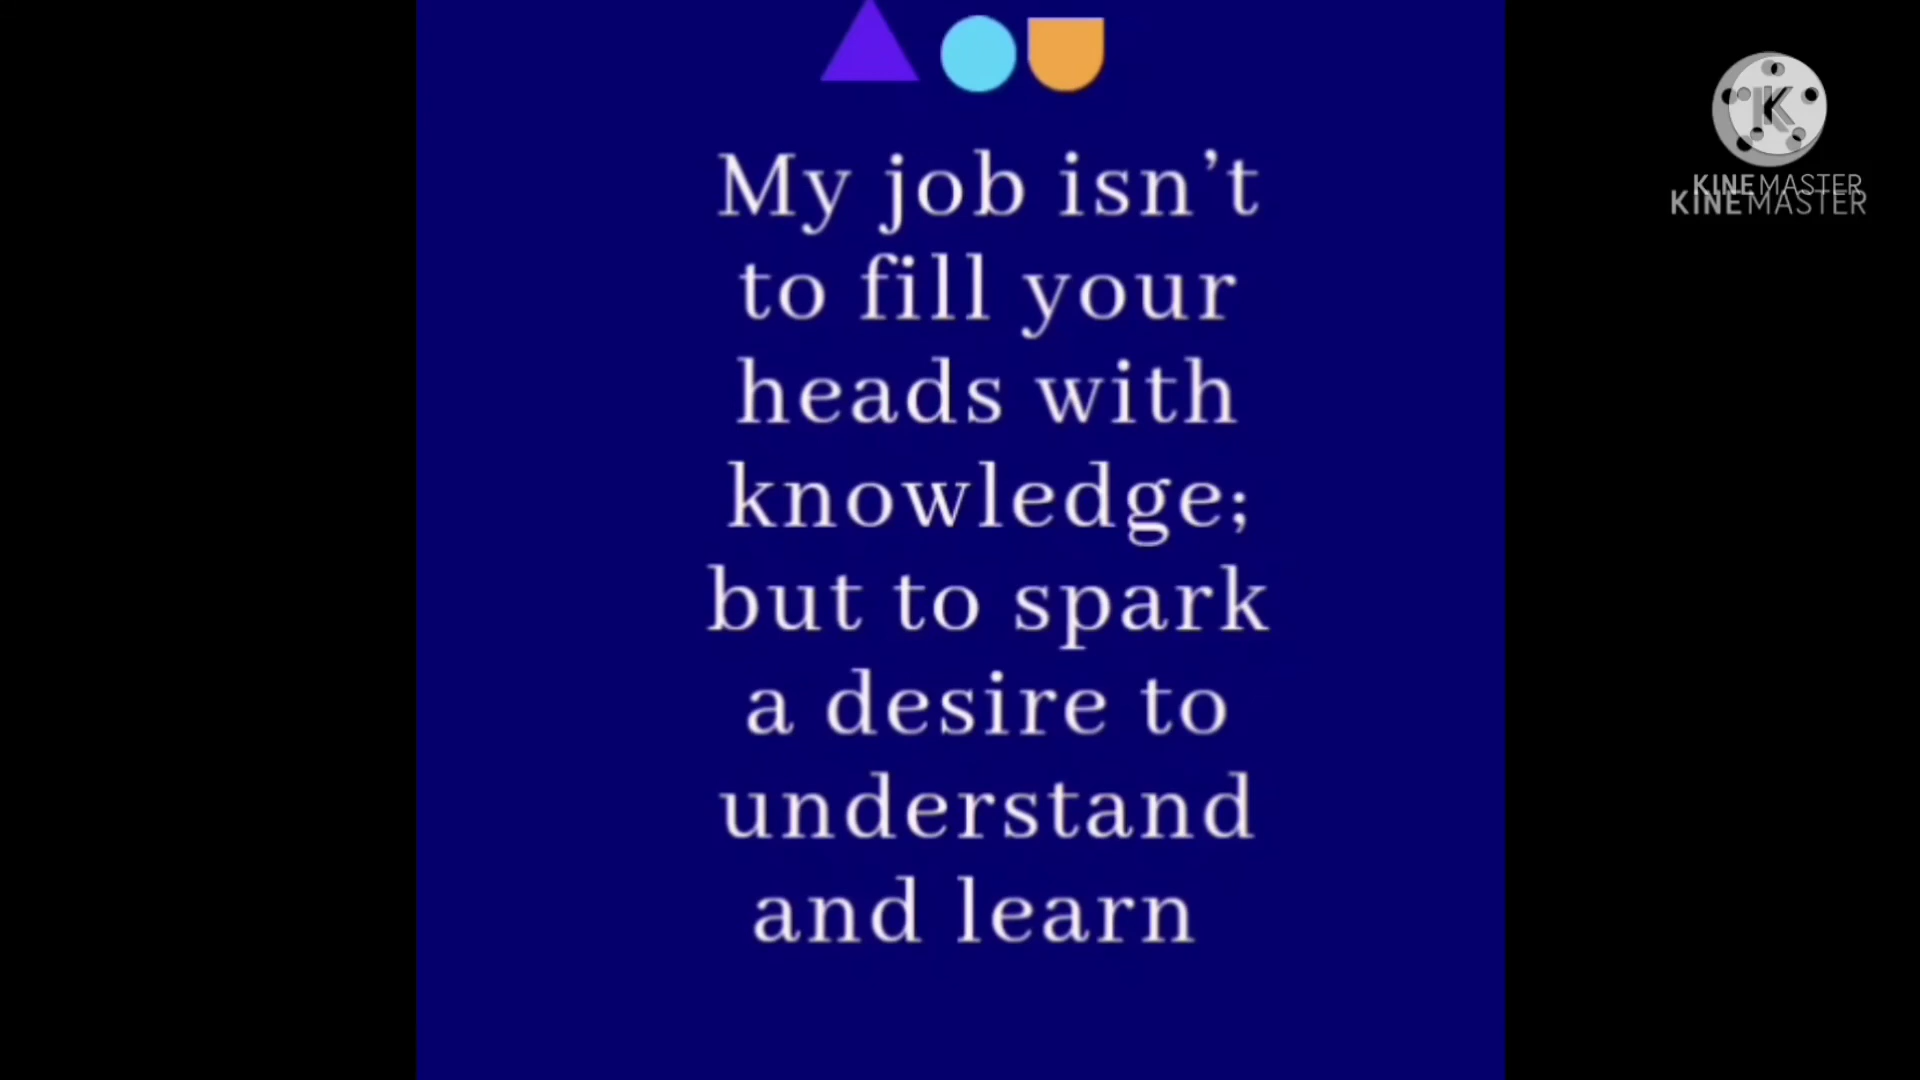 My job isn't
to fill your
heads with
knowledge;
but to spark
a desire to
understand
and learn
KINEMASTER
KINEMASTER